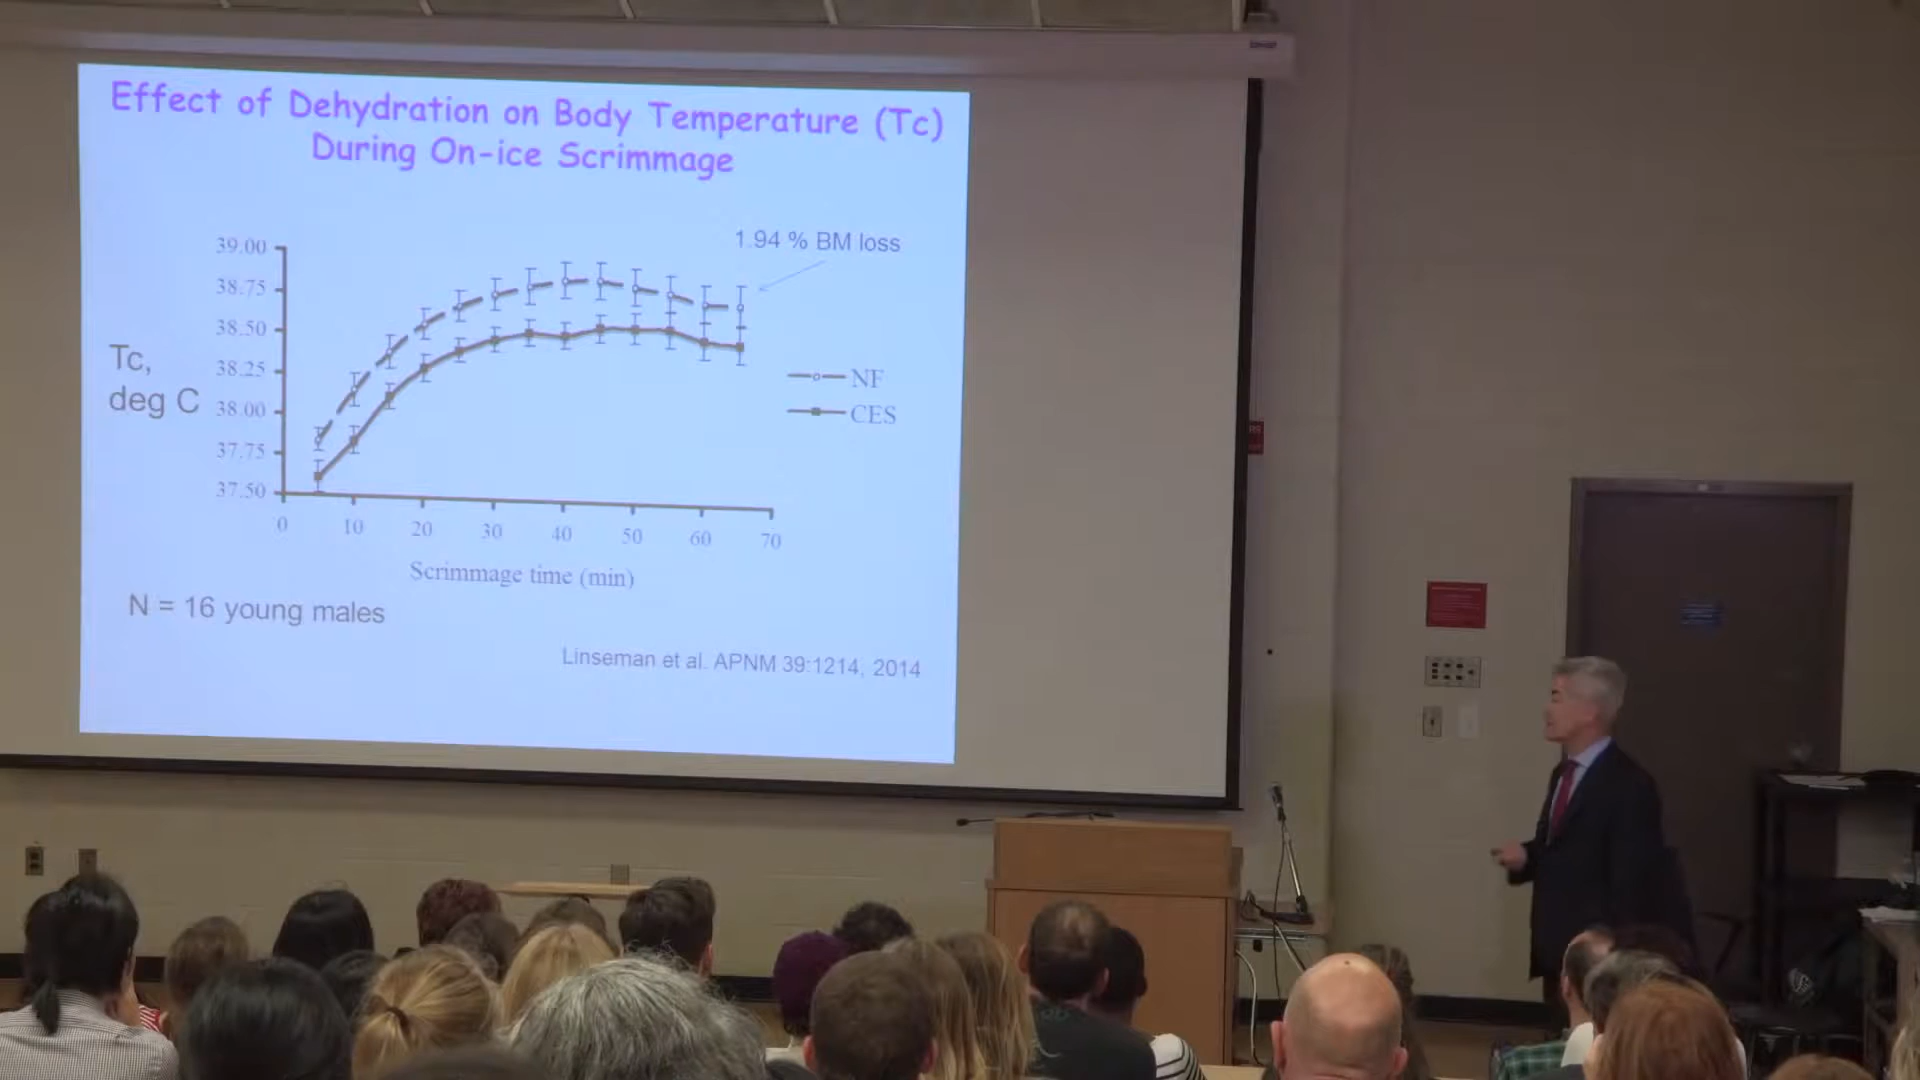 Effect of Dehydration on Body Temperature (Tc)
During On-ice Scrimmage
1.94 % BM loss
39.00
38.75
38.50
38.25
38.00
37.75
37.50
Tc,
deg C
NF
CES
0 10 20 30 40 50 60 70
Scrimmage time (min)
N = 16 young males
Linseman et al. APNM 39:1214, 2014